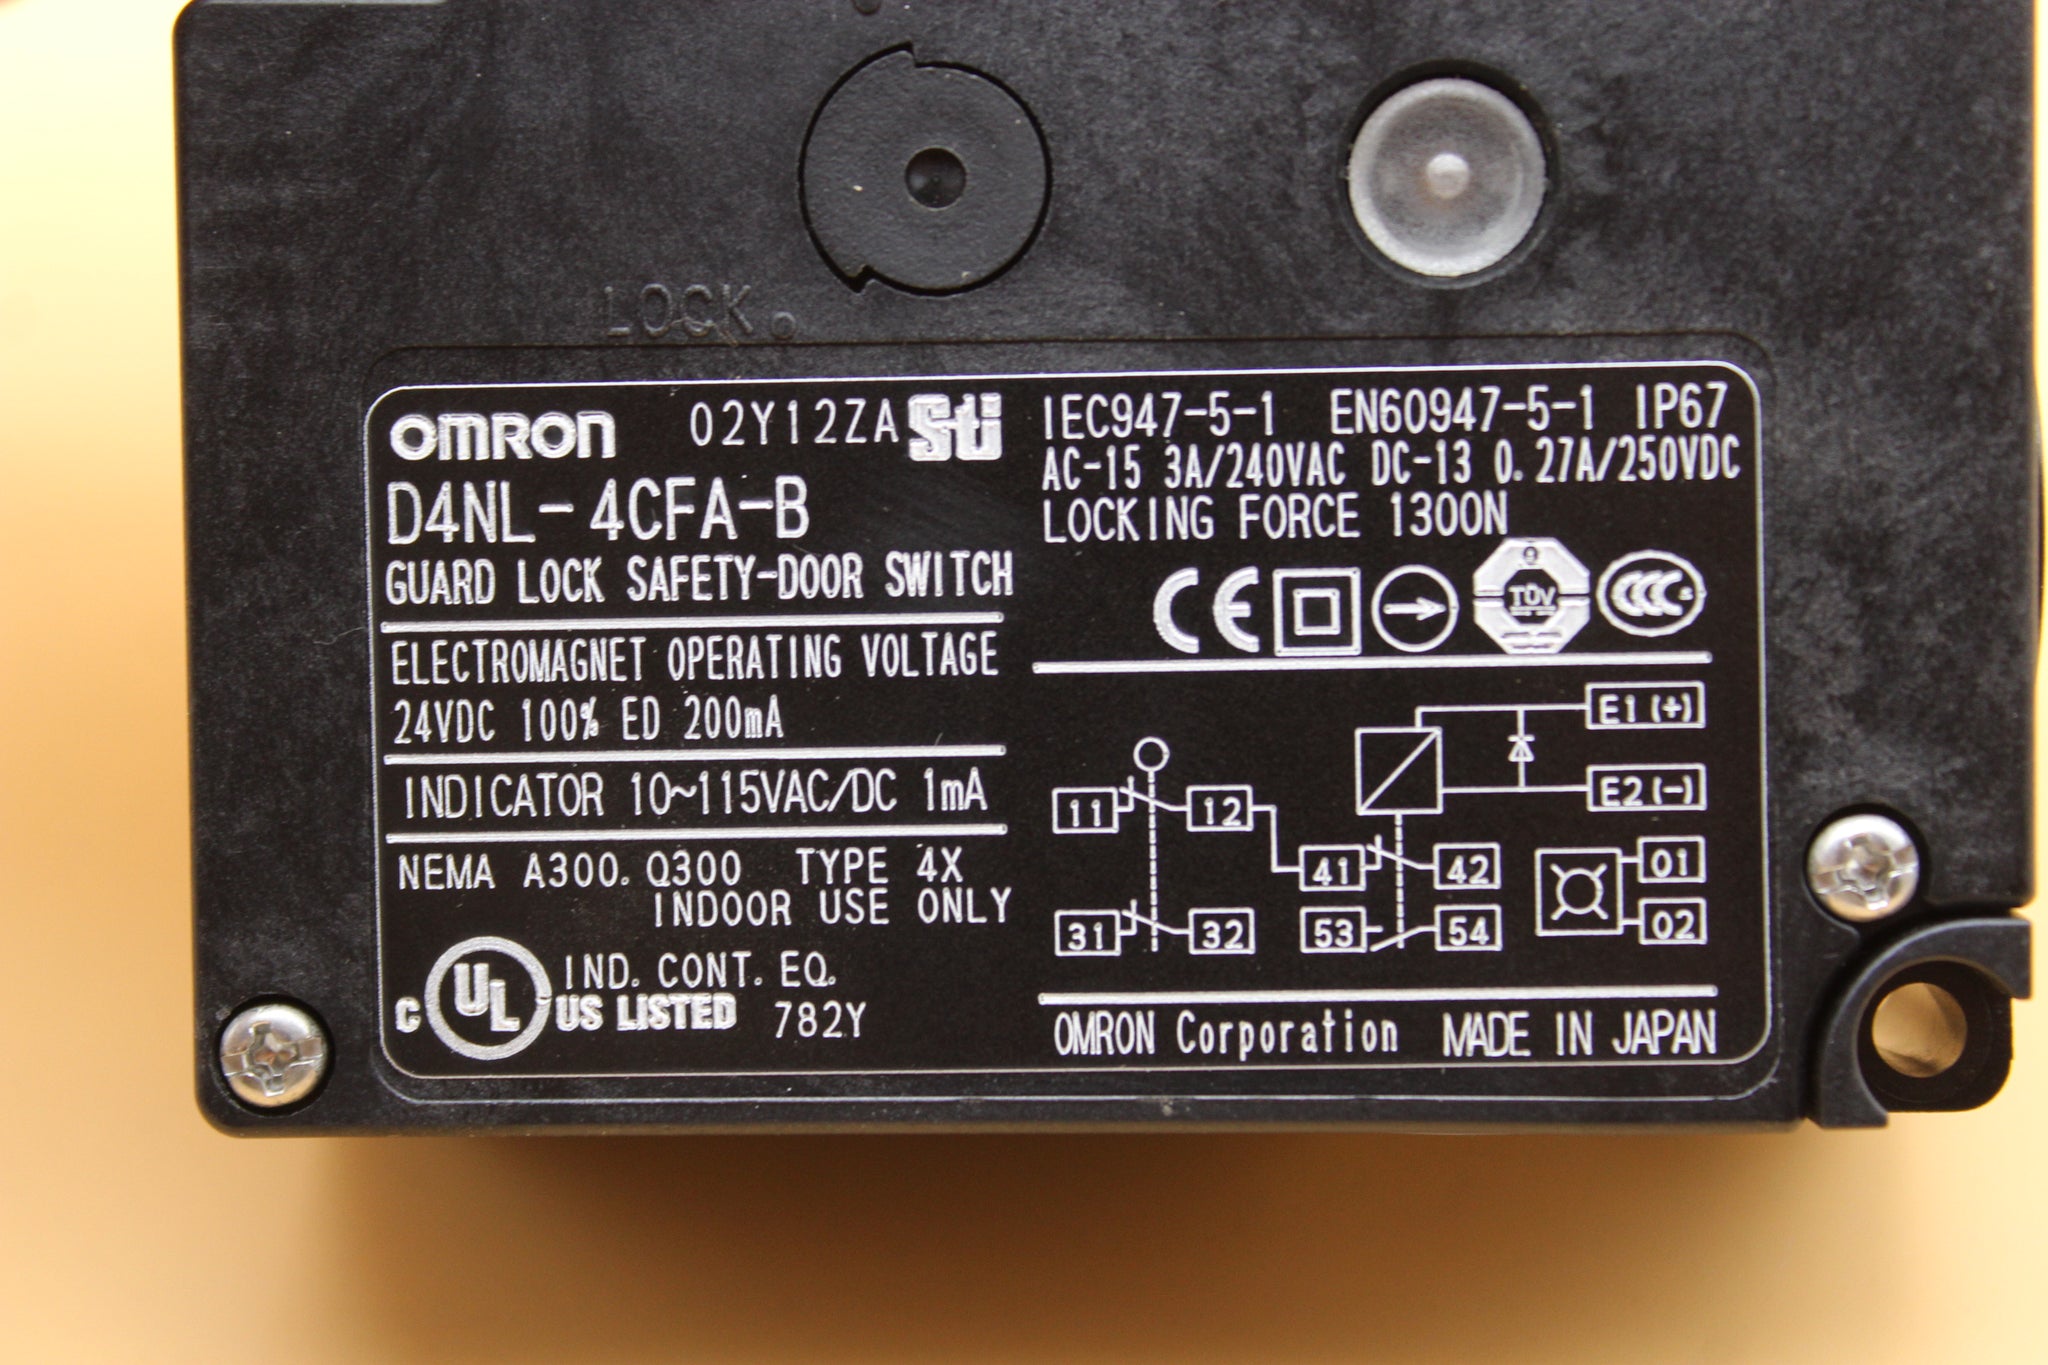 LOCK
OMRON 02Y12ZA Sti
D4NL-4CFA-B
GUARD LOCK SAFETY-DOOR SWITCH
ELECTROMAGNET OPERATING VOLTAGE
24VDC 100% ED 200mA
INDICATOR 10~115VAC/DC 1mA
NEMA A300. Q300 TYPE 4X
INDOOR USE ONLY
IND. CONT. EQ.
C UL US LISTED 782Y
IEC947-5-1 EN60947-5-1 IP67
AC-15 3A/240VAC DC-13 0.27A/250VDC
LOCKING FORCE 1300N
CE TÜV CCC
E1(+)
E2(-)
11 12
41 42
01
31 32
53 54
02
OMRON Corporation MADE IN JAPAN